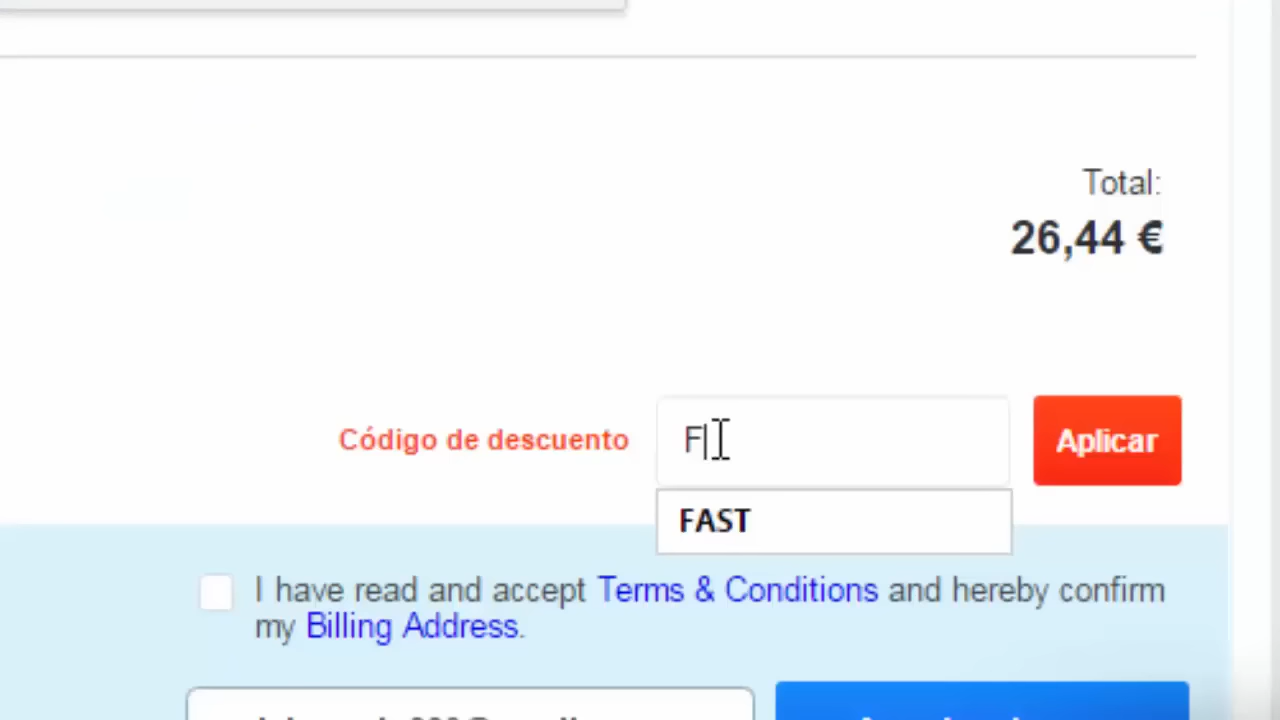 Total:
26,44 €
Código de descuento
F
Aplicar
FAST
I have read and accept Terms & Conditions and hereby confirm
my Billing Address.